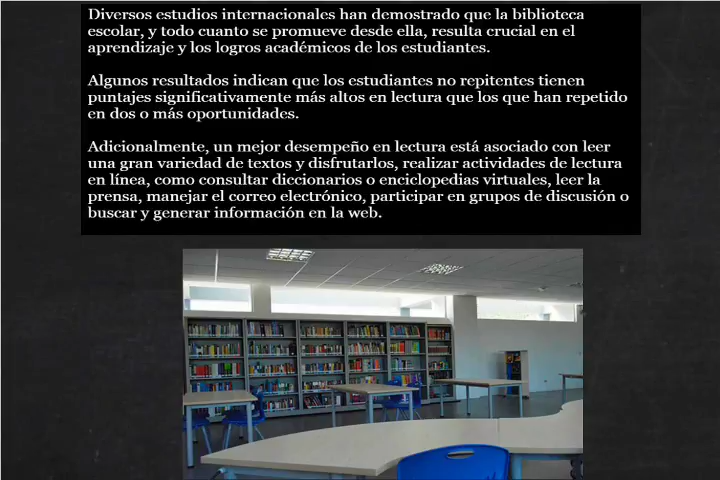 Diversos estudios internacionales han demostrado que la biblioteca
escolar, y todo cuanto se promueve desde ella, resulta crucial en el
aprendizaje y los logros académicos de los estudiantes.
Algunos resultados indican que los estudiantes no repitentes tienen
puntajes significativamente más altos en lectura que los que han repetido
en dos o más oportunidades.
Adicionalmente, un mejor desempeño en lectura está asociado con leer
una gran variedad de textos y disfrutarlos, realizar actividades de lectura
en línea, como consultar diccionarios o enciclopedias virtuales, leer la
prensa, manejar el correo electrónico, participar en grupos de discusión o
buscar y generar información en la web.